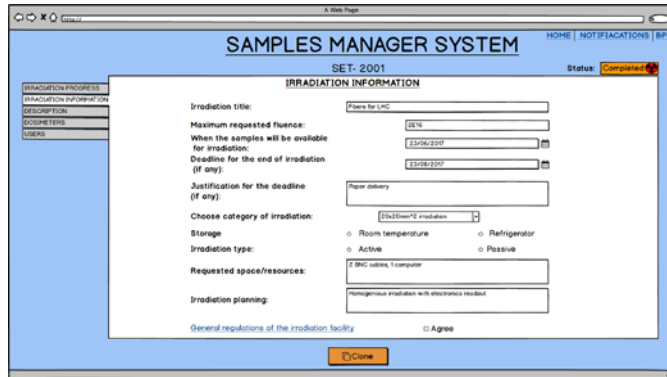 A Web Page
http://
HOME | NOTIFIACATIONS | BP
SAMPLES MANAGER SYSTEM
SET- 2001
Status: Completed
IRRADIATION PROGRESS
IRRADIATION INFORMATION
DESCRIPTION
DOSIMETERS
USERS
IRRADIATION INFORMATION
Irradiation title: Fibers for LHC
Maximum requested fluence: 2E16
When the samples will be available
for irradiation: 23/06/2017
Deadline for the end of irradiation
(if any): 23/06/2017
Justification for the deadline
(if any): Paper delivery
Choose category of irradiation: 20x20mm^2 irradiation
Storage Room temperature Refrigerator
Irradiation type: Active Passive
Requested space/resources: 2 BNC cables, 1 computer
Irradiation planning: Homogenious irradiation with electronics readout
General regulations of the irradiation facility Agree
Clone